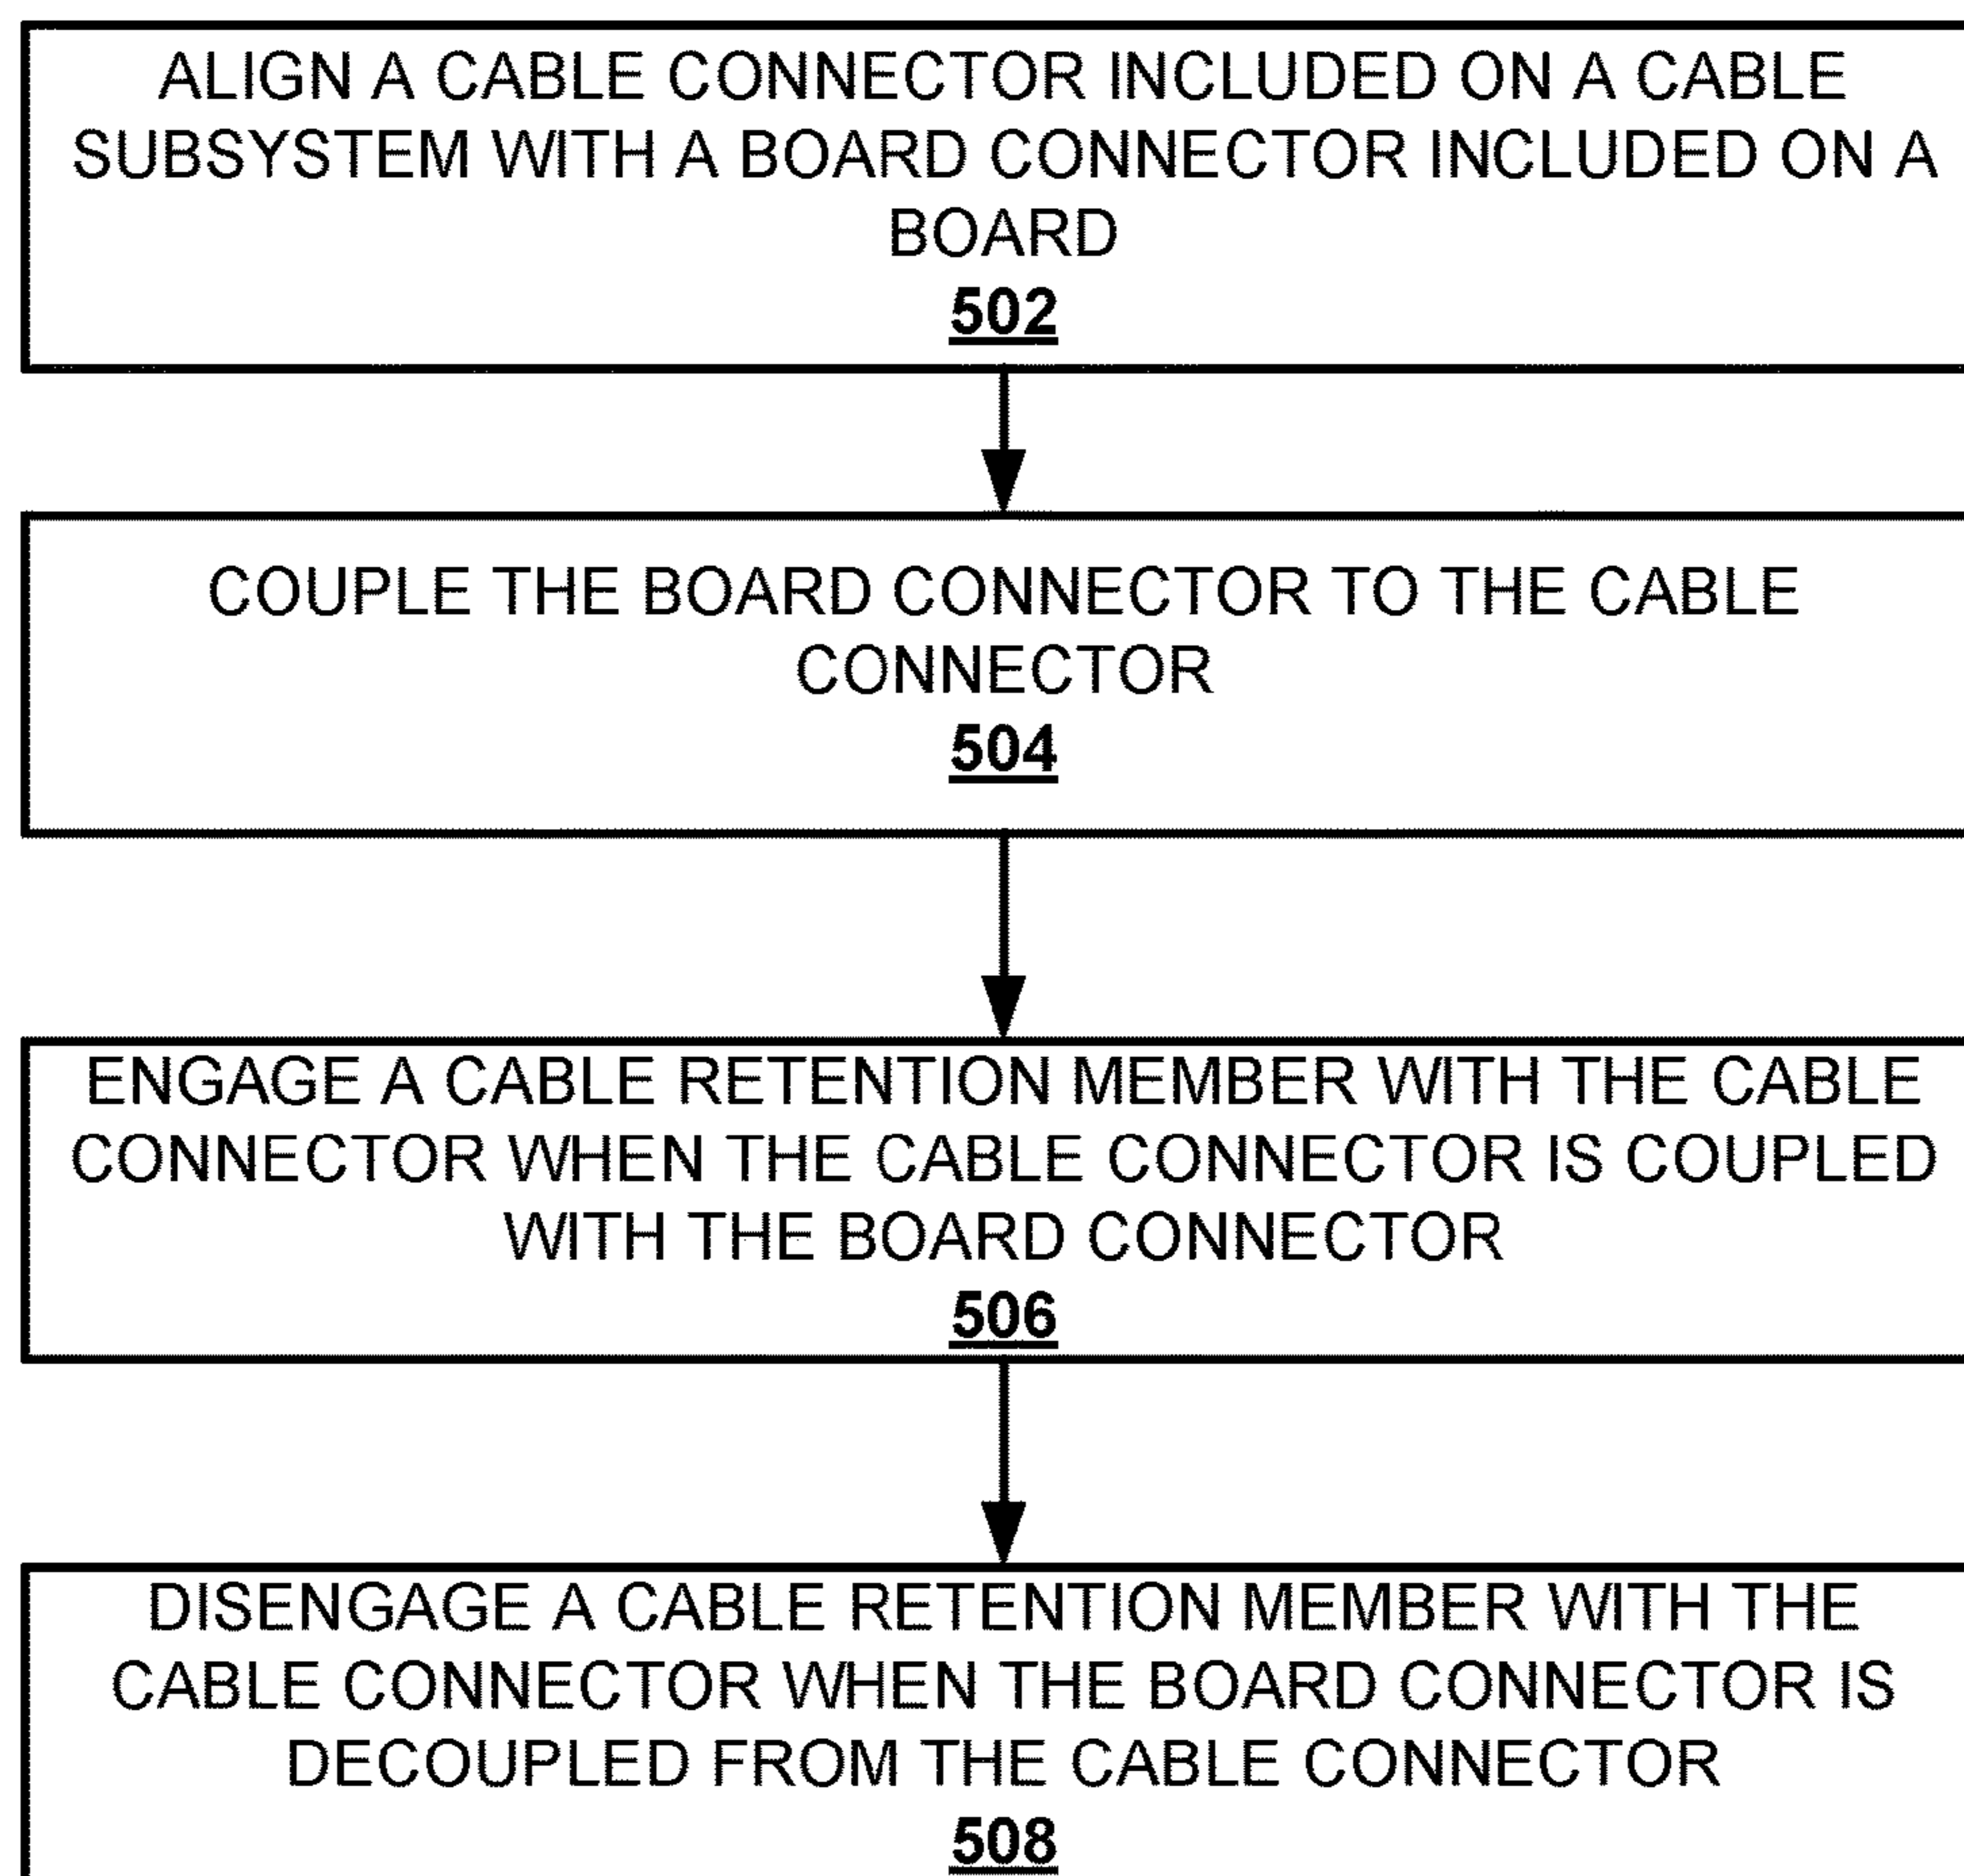 ALIGN A CABLE CONNECTOR INCLUDED ON A CABLE
SUBSYSTEM WITH A BOARD CONNECTOR INCLUDED ON A
BOARD
502
COUPLE THE BOARD CONNECTOR TO THE CABLE
CONNECTOR
504
ENGAGE A CABLE RETENTION MEMBER WITH THE CABLE
CONNECTOR WHEN THE CABLE CONNECTOR IS COUPLED
WITH THE BOARD CONNECTOR
506
DISENGAGE A CABLE RETENTION MEMBER WITH THE
CABLE CONNECTOR WHEN THE BOARD CONNECTOR IS
DECOUPLED FROM THE CABLE CONNECTOR
508